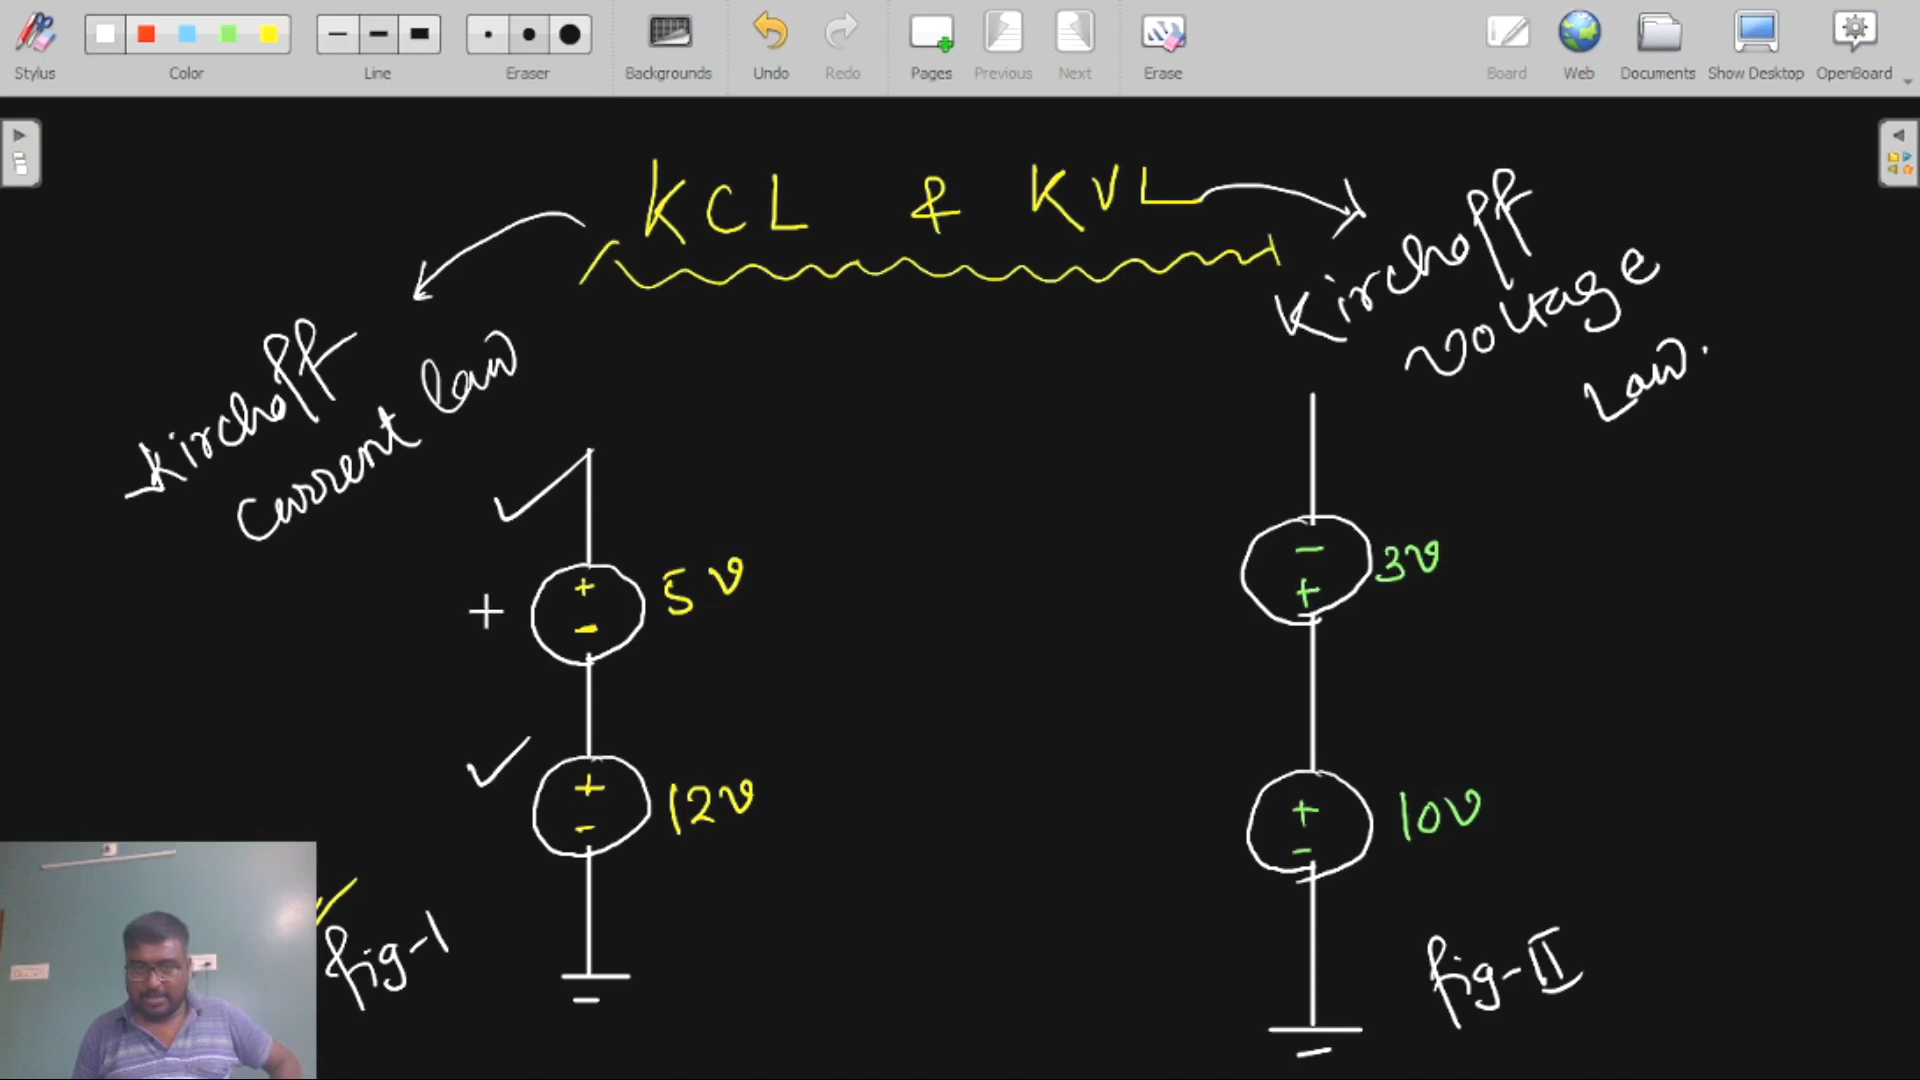 Stylus
Color
Line
Eraser
Backgrounds
Undo
Redo
Pages
Previous
Next
Erase
Board
Web
Documents
Show Desktop
OpenBoard
KCL & KVL
Kirchoff
Current law
Kirchoff
Voltage
Law.
+
+
-
5v
+
-
12v
fig-1
-
+
3v
+
-
10v
fig-II